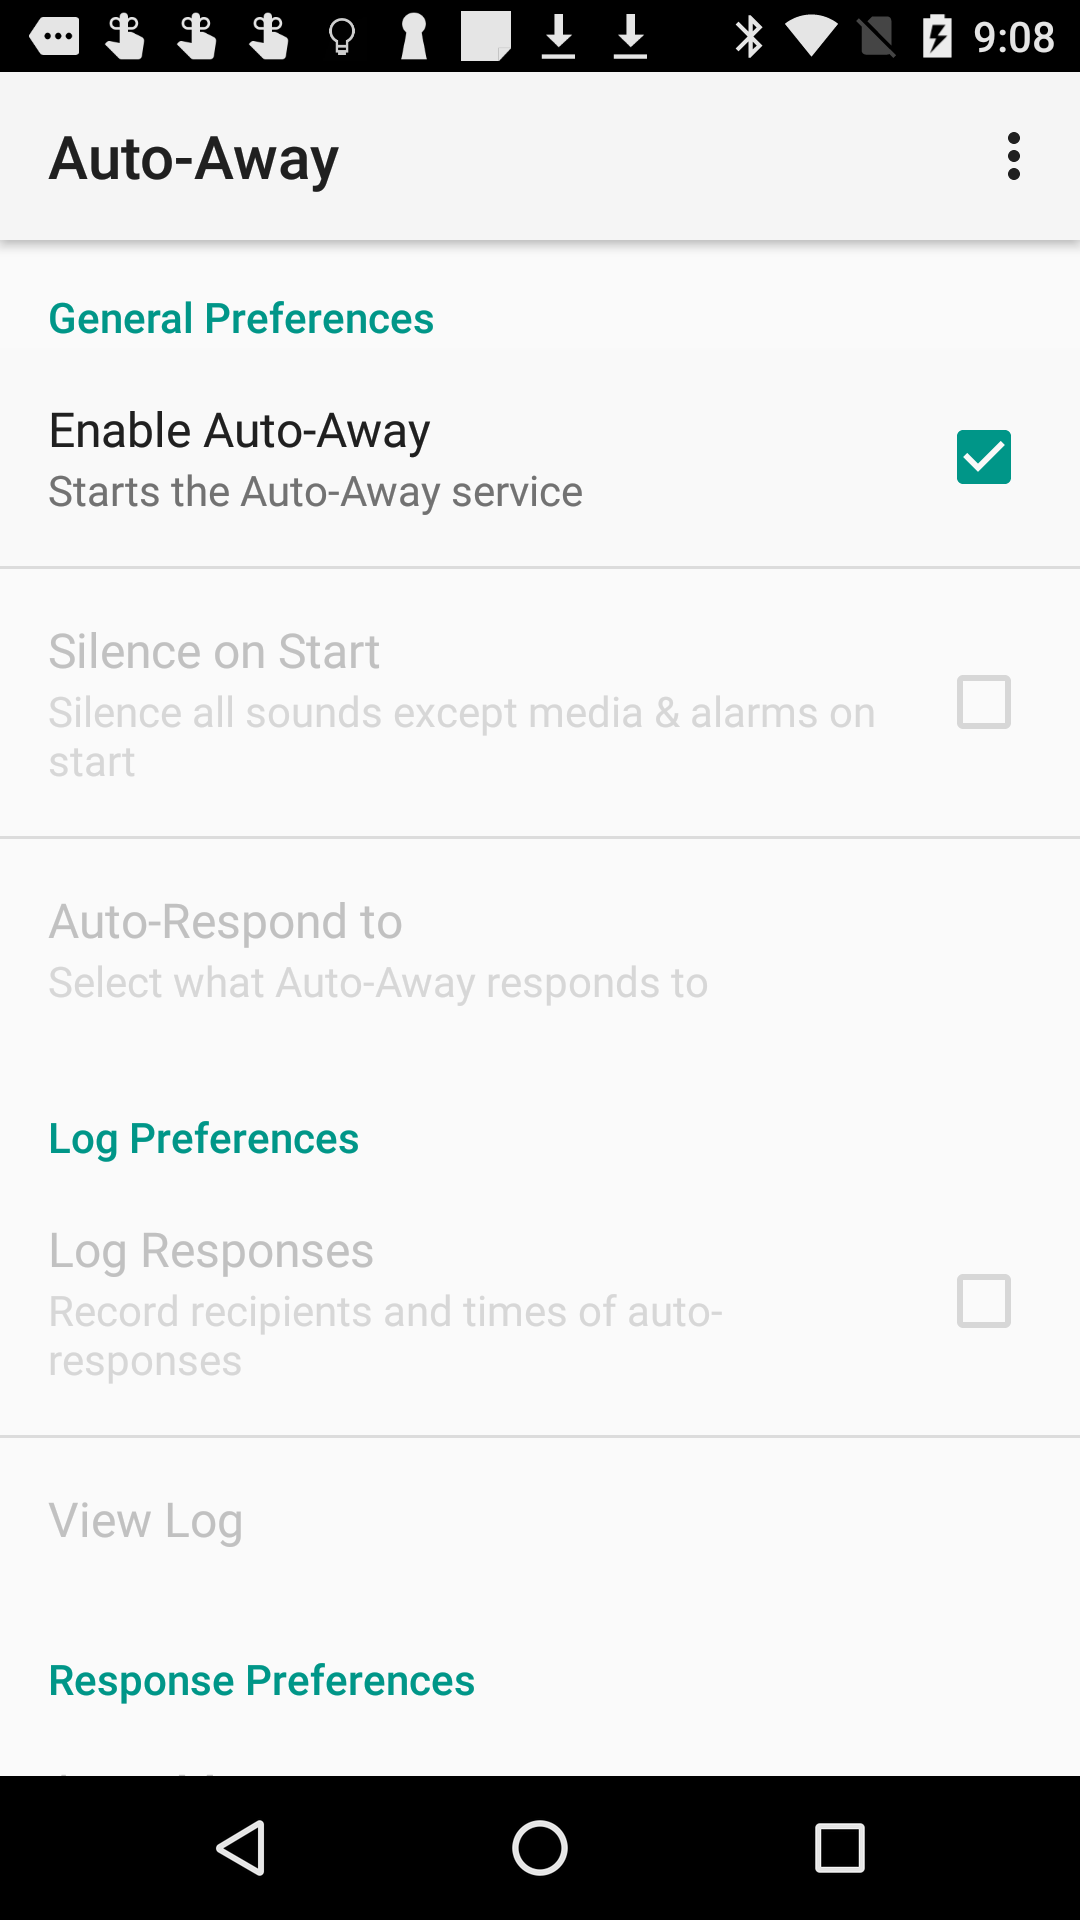 9:08
Auto-Away
General Preferences
Enable Auto-Away
Starts the Auto-Away service
Silence on Start
Silence all sounds except media & alarms on
start
Auto-Respond to
Select what Auto-Away responds to
Log Preferences
Log Responses
Record recipients and times of auto-
responses
View Log
Response Preferences